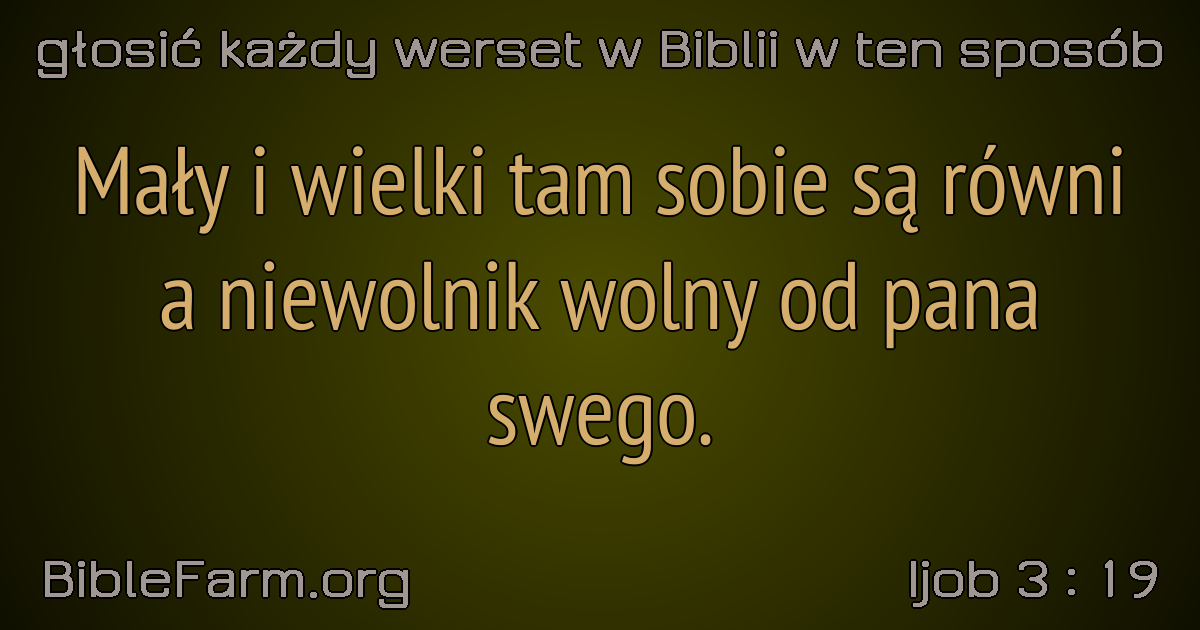 głosić każdy werset w Biblii w ten sposób
Mały i wielki tam sobie są równi
a niewolnik wolny od pana
swego.
BibleFarm.org
Ijob 3 : 19